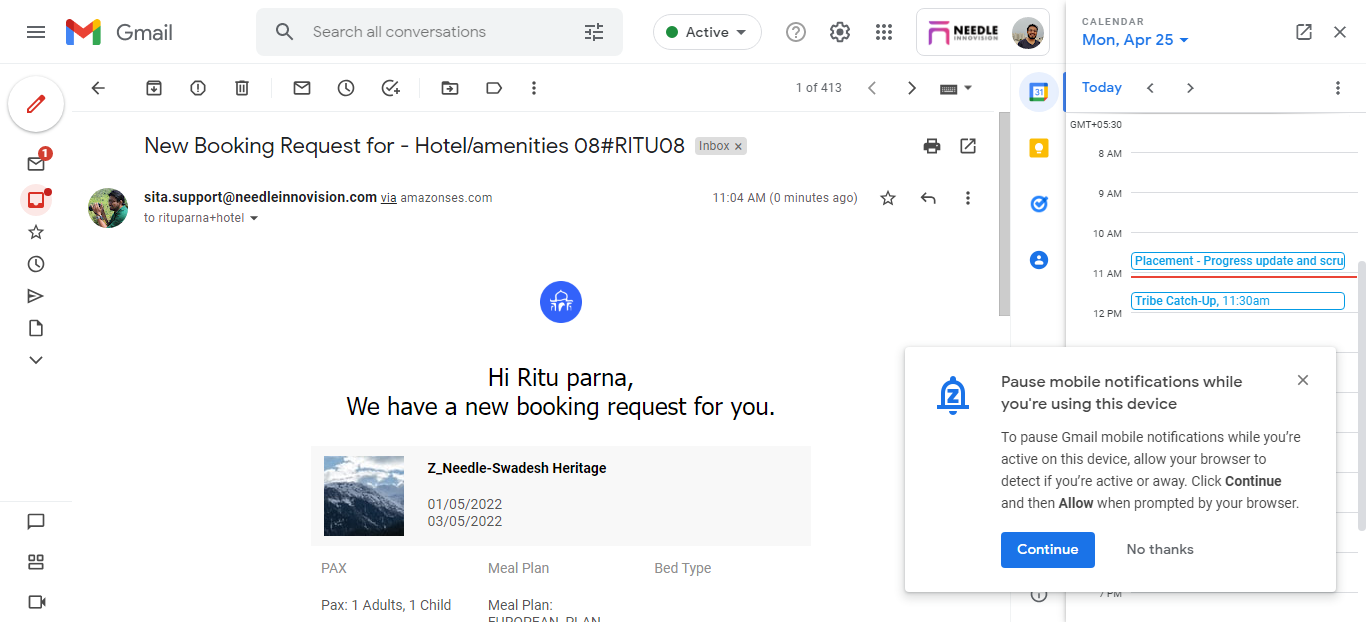 Gmail
Search all conversations
Active
NEEDLE
INNOVISION
CALENDAR
Mon, Apr 25
1 of 413
31
Today
GMT+05:30
New Booking Request for - Hotel/amenities 08#RITU08 Inbox ×
1
sita.support@needleinnovision.com via amazonses.com
11:04 AM (0 minutes ago)
to rituparna+hotel
8 AM
9 AM
10 AM
Placement - Progress update and scru
11 AM
Tribe Catch-Up, 11:30am
12 PM
Hi Ritu parna,
We have a new booking request for you.
Z_Needle-Swadesh Heritage
01/05/2022
03/05/2022
PAX Meal Plan Bed Type
Pax: 1 Adults, 1 Child Meal Plan:
EUROPEAN_PLAN
Pause mobile notifications while
you're using this device
To pause Gmail mobile notifications while you're
active on this device, allow your browser to
detect if you're active or away. Click Continue
and then Allow when prompted by your browser.
Continue No thanks
7 PM